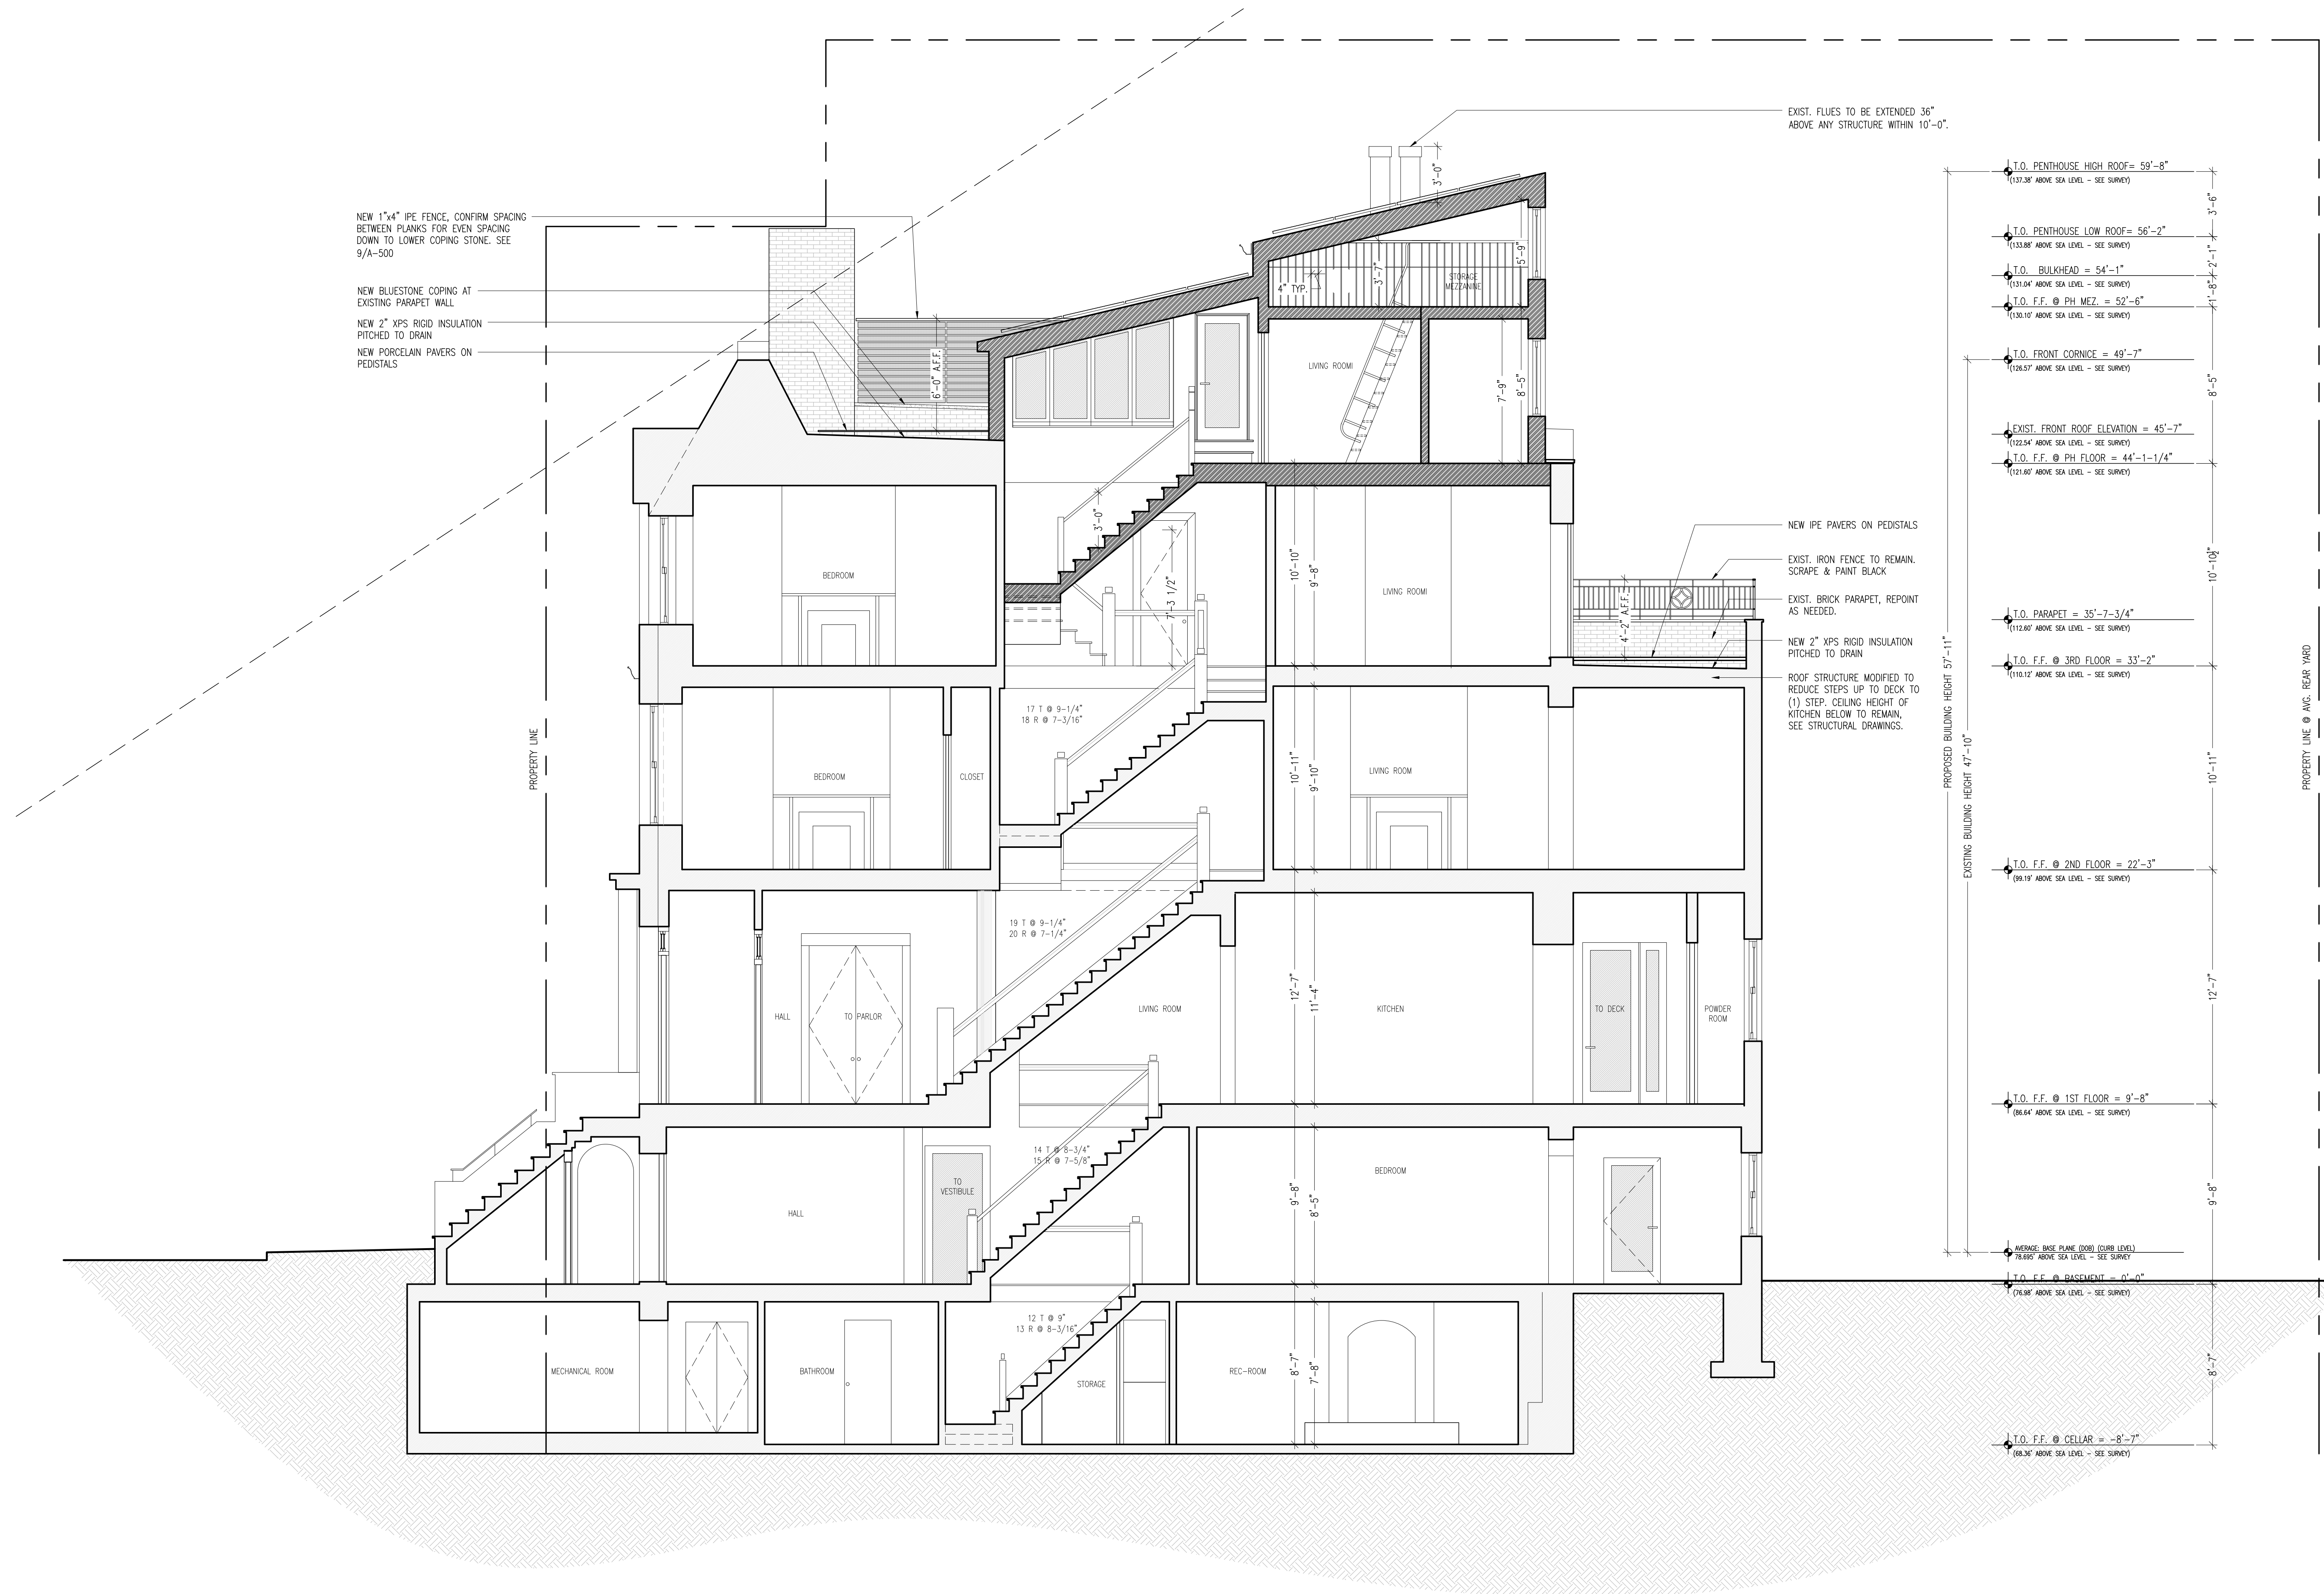 EXIST. FLUES TO BE EXTENDED 36"
ABOVE ANY STRUCTURE WITHIN 10'-0".
NEW 1"x4" IPE FENCE, CONFIRM SPACING
BETWEEN PLANKS FOR EVEN SPACING
DOWN TO LOWER COPING STONE. SEE
9/A-500
NEW BLUESTONE COPING AT
EXISTING PARAPET WALL
NEW 2" XPS RIGID INSULATION
PITCHED TO DRAIN
NEW PORCELAIN PAVERS ON
PEDISTALS
6'-0" A.F.F.
3'-0"
4" TYP.
3'-7"
STORAGE
MEZZANINE
5'-9"
LIVING ROOMI
7'-9"
8'-5"
3'-0"
7'-3 1/2"
BEDROOM
10'-10"
9'-8"
LIVING ROOMI
4'-2" A.F.F.
NEW IPE PAVERS ON PEDISTALS
EXIST. IRON FENCE TO REMAIN.
SCRAPE & PAINT BLACK
EXIST. BRICK PARAPET, REPOINT
AS NEEDED.
NEW 2" XPS RIGID INSULATION
PITCHED TO DRAIN
ROOF STRUCTURE MODIFIED TO
REDUCE STEPS UP TO DECK TO
(1) STEP. CEILING HEIGHT OF
KITCHEN BELOW TO REMAIN,
SEE STRUCTURAL DRAWINGS.
PROPERTY LINE
BEDROOM
CLOSET
17 T @ 9-1/4"
18 R @ 7-3/16"
10'-11"
9'-10"
LIVING ROOM
19 T @ 9-1/4"
20 R @ 7-1/4"
HALL
TO PARLOR
LIVING ROOM
12'-7"
11'-4"
KITCHEN
TO DECK
POWDER
ROOM
14 T @ 8-3/4"
15 R @ 7-5/8"
TO
VESTIBULE
HALL
9'-8"
8'-5"
BEDROOM
12 T @ 9"
13 R @ 8-3/16"
MECHANICAL ROOM
BATHROOM
STORAGE
REC-ROOM
8'-7"
7'-8"
PROPOSED BUILDING HEIGHT 57'-11"
EXISTING BUILDING HEIGHT 47'-10"
T.O. PENTHOUSE HIGH ROOF= 59'-8"
(137.38' ABOVE SEA LEVEL - SEE SURVEY)
T.O. PENTHOUSE LOW ROOF= 56'-2"
(133.88' ABOVE SEA LEVEL - SEE SURVEY)
T.O. BULKHEAD = 54'-1"
(131.04' ABOVE SEA LEVEL - SEE SURVEY)
T.O. F.F. @ PH MEZ. = 52'-6"
(130.10' ABOVE SEA LEVEL - SEE SURVEY)
T.O. FRONT CORNICE = 49'-7"
(126.57' ABOVE SEA LEVEL - SEE SURVEY)
EXIST. FRONT ROOF ELEVATION = 45'-7"
(122.54' ABOVE SEA LEVEL - SEE SURVEY)
T.O. F.F. @ PH FLOOR = 44'-1-1/4"
(121.60' ABOVE SEA LEVEL - SEE SURVEY)
T.O. PARAPET = 35'-7-3/4"
(112.60' ABOVE SEA LEVEL - SEE SURVEY)
T.O. F.F. @ 3RD FLOOR = 33'-2"
(110.12' ABOVE SEA LEVEL - SEE SURVEY)
T.O. F.F. @ 2ND FLOOR = 22'-3"
(99.19' ABOVE SEA LEVEL - SEE SURVEY)
T.O. F.F. @ 1ST FLOOR = 9'-8"
(86.64' ABOVE SEA LEVEL - SEE SURVEY)
AVERAGE: BASE PLANE (DOB) (CURB LEVEL)
78.695' ABOVE SEA LEVEL - SEE SURVEY
T.O. F.F. @ BASEMENT = 0'-0"
(76.98' ABOVE SEA LEVEL - SEE SURVEY)
T.O. F.F. @ CELLAR = -8'-7"
(68.36' ABOVE SEA LEVEL - SEE SURVEY)
3'-6"
2'-1"
1'-8"
8'-5"
10'-10½"
10'-11"
12'-7"
9'-8"
8'-7"
PROPERTY LINE @ AVG. REAR YARD